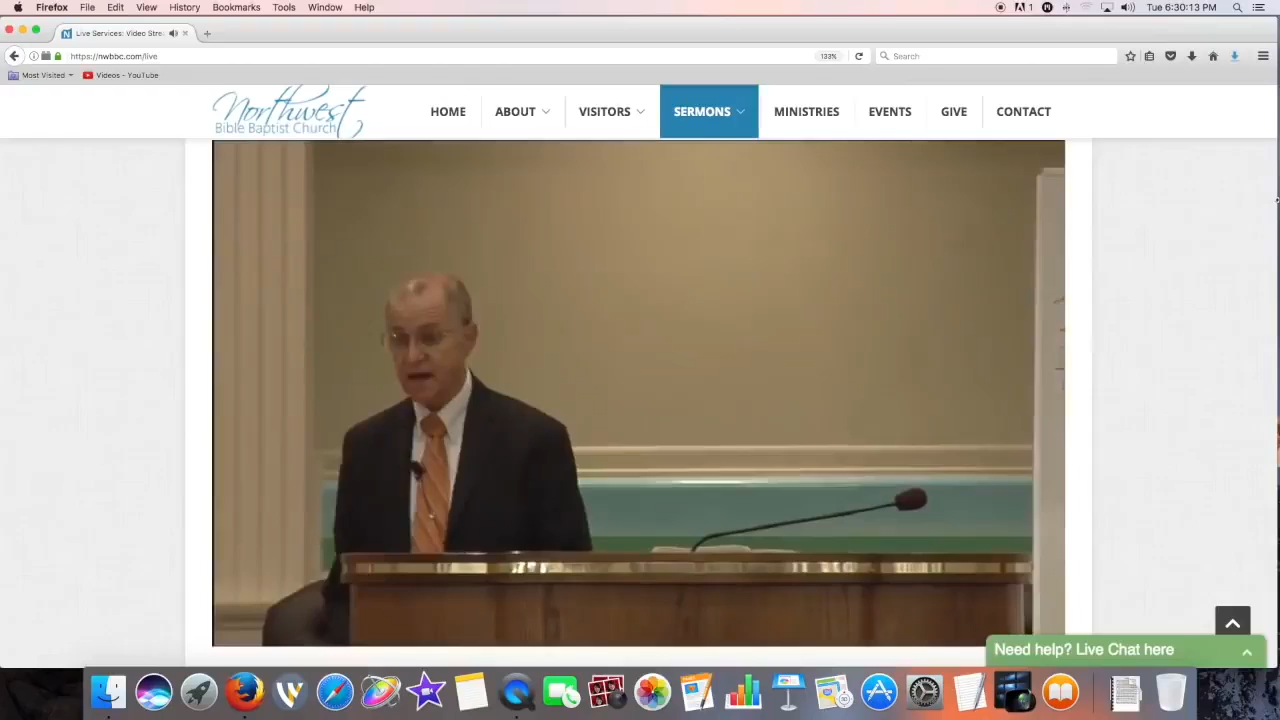 Firefox File Edit View History Bookmarks Tools Window Help 1 Tue 6:30:13 PM
Live Services: Video Stre
https://nwbbc.com/live 133% Search
Most Visited Videos - YouTube
Northwest
Bible Baptist Church
HOME ABOUT VISITORS SERMONS MINISTRIES EVENTS GIVE CONTACT
Need help? Live Chat here